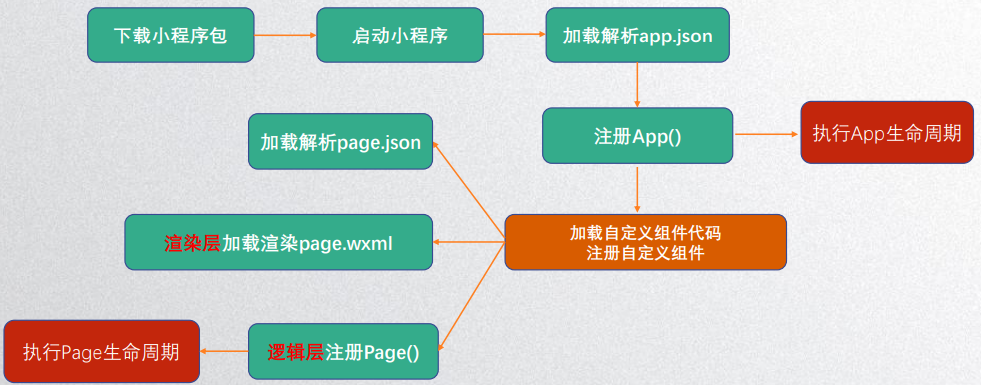 下载小程序包
启动小程序
加载解析app.json
注册App()
执行App生命周期
加载解析page.json
渲染层加载渲染page.wxml
加载自定义组件代码
注册自定义组件
逻辑层注册Page()
执行Page生命周期